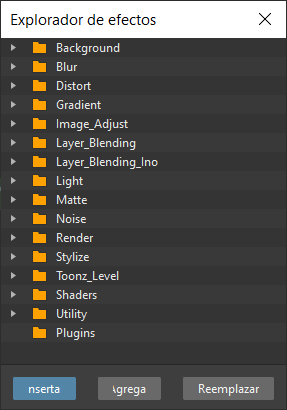 Explorador de efectos
Background
Blur
Distort
Gradient
Image_Adjust
Layer_Blending
Layer_Blending_Ino
Light
Matte
Noise
Render
Stylize
Toonz_Level
Shaders
Utility
Plugins
nserta Agrega Reemplazar